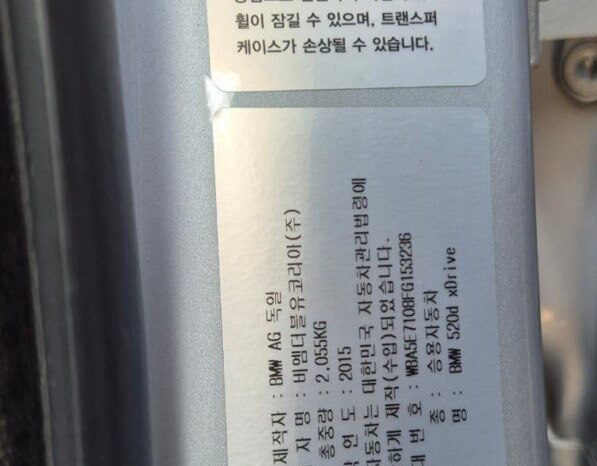 휠이 잠길 수 있으며, 트랜스퍼
케이스가 손상될 수 있습니다.
제작자 : BMW AG 독일
자 명 : 비엠더블유코리아(주)
총중량 : 2,055KG
연 도 : 2015
자동차는 대한민국 자동차관리법령에
하게 제작(수입)되었습니다.
대 번 호 : WBA5E7108FG153236
종 : 승용자동차
명 : BMW 520d xDrive